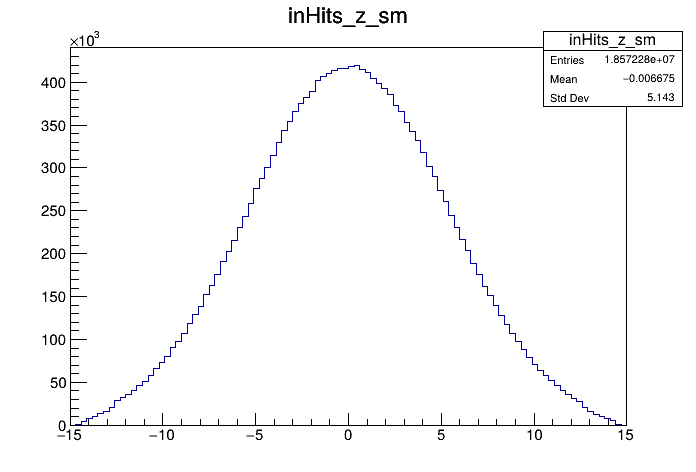 inHits_z_sm
×10³
inHits_z_sm
Entries 1.857228e+07
Mean −0.006675
Std Dev 5.143
400
350
300
250
200
150
100
50
0
−15 −10 −5 0 5 10 15